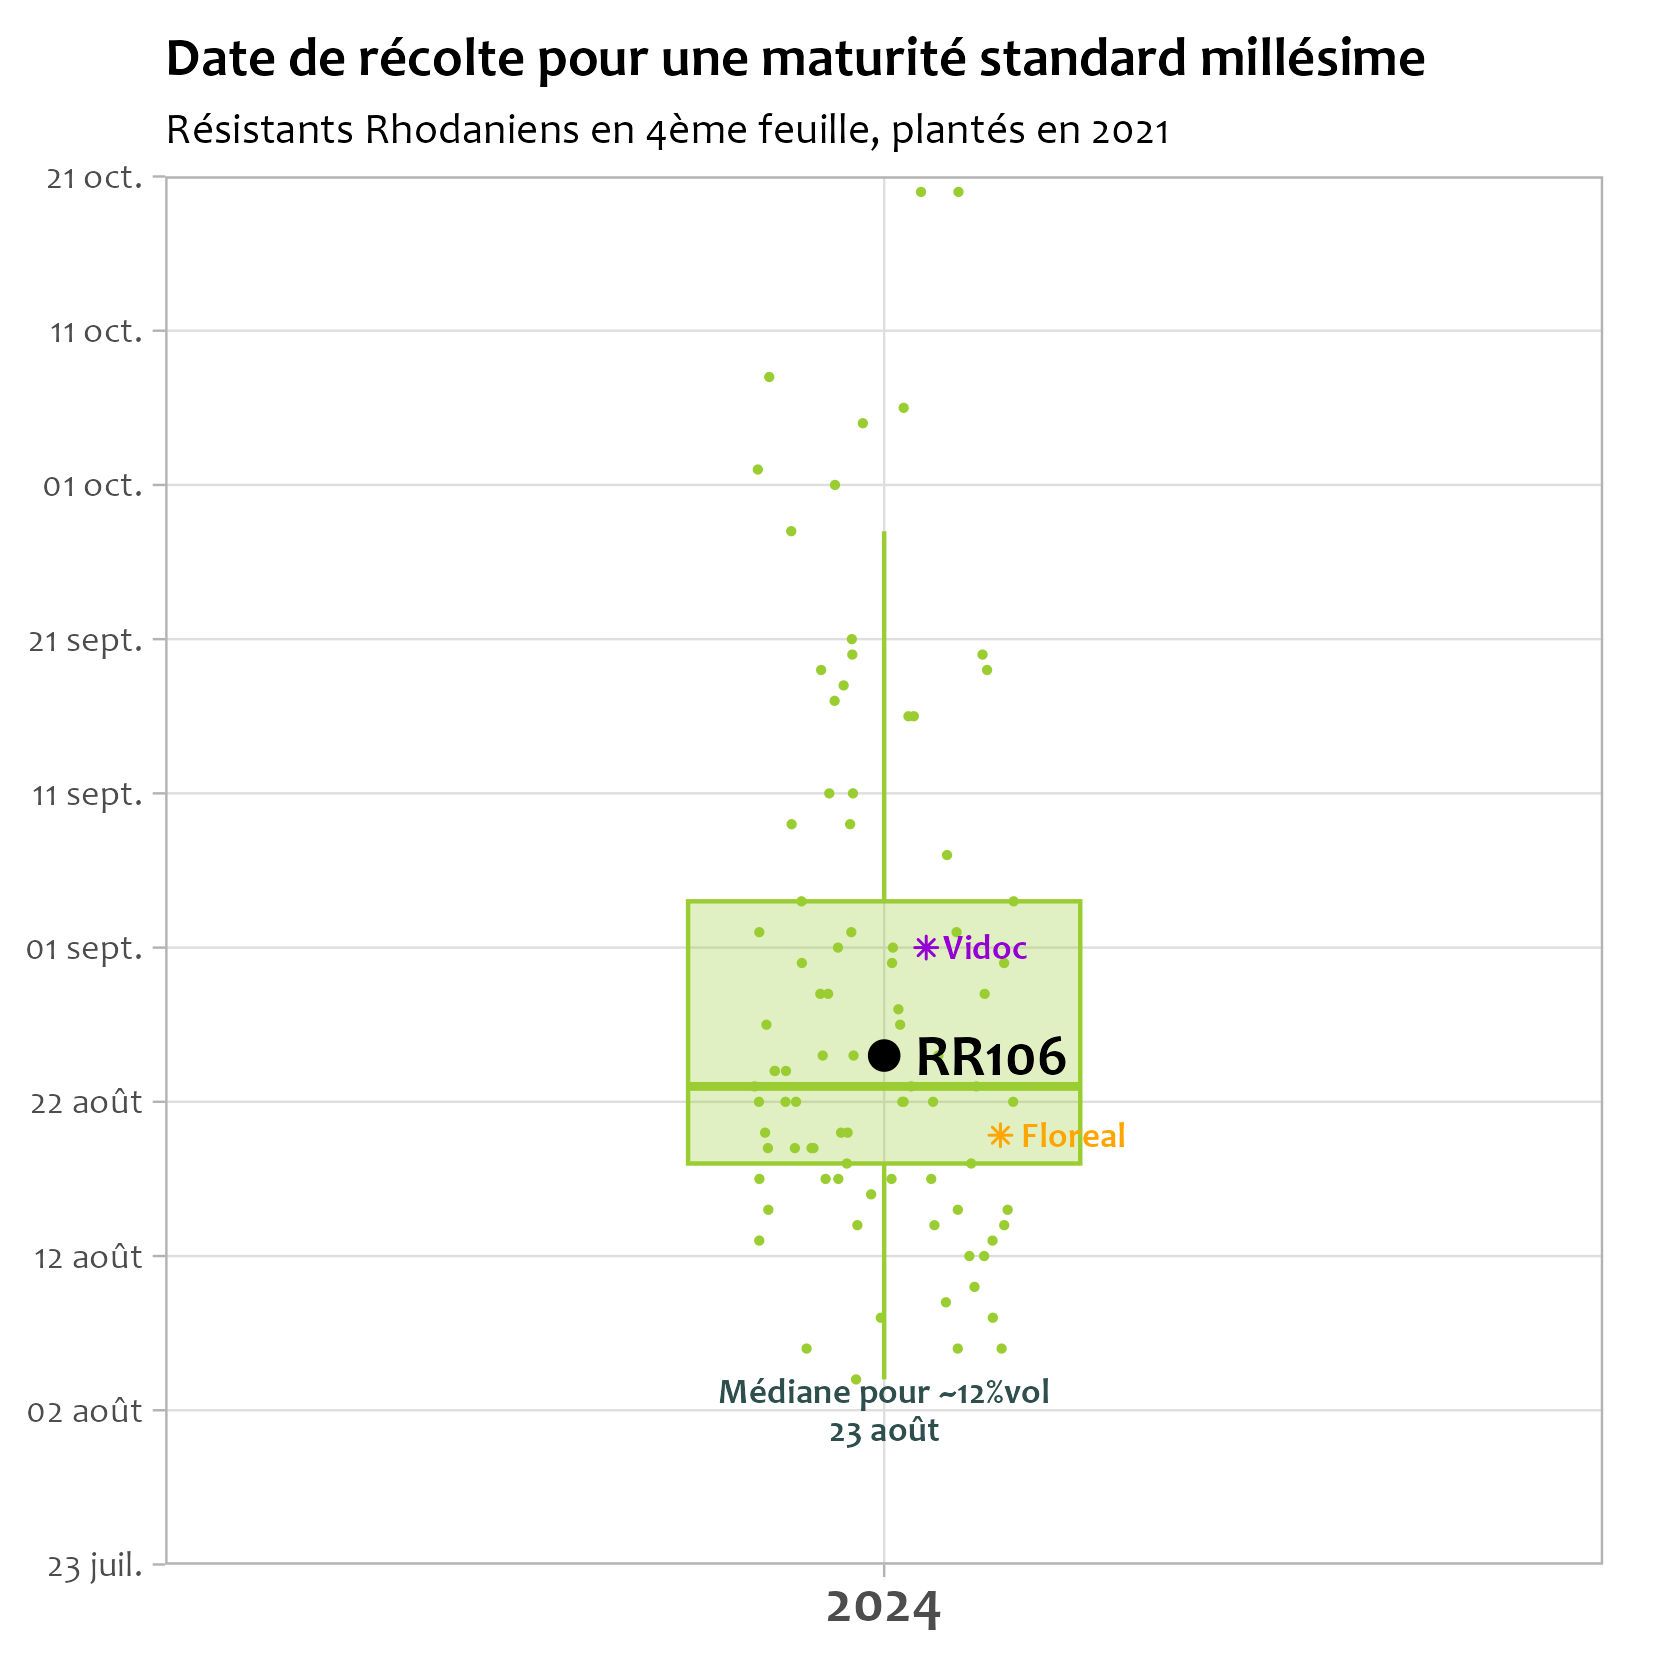 Date de récolte pour une maturité standard millésime
Résistants Rhodaniens en 4ème feuille, plantés en 2021
21 oct.
11 oct.
01 oct.
21 sept.
11 sept.
01 sept.
Vidoc
RR106
22 août
Floreal
12 août
Médiane pour ~12%vol
02 août
23 août
23 juil.
2024